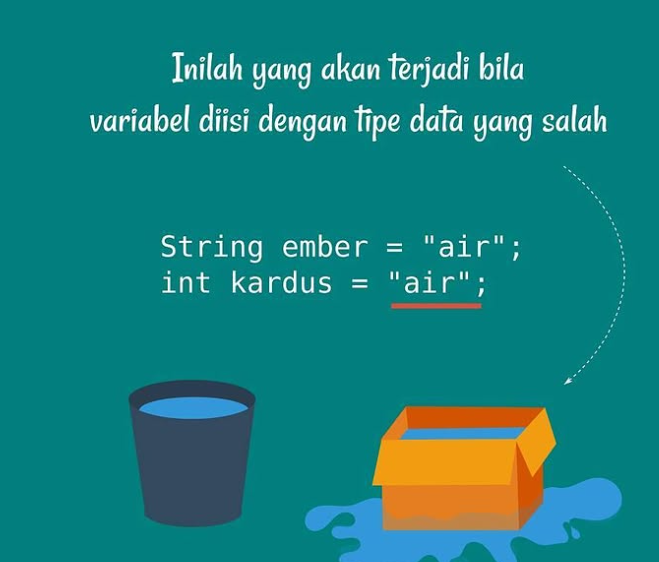 Inilah yang akan terjadi bila
variabel diisi dengan tipe data yang salah
String ember = "air";
int kardus = "air";